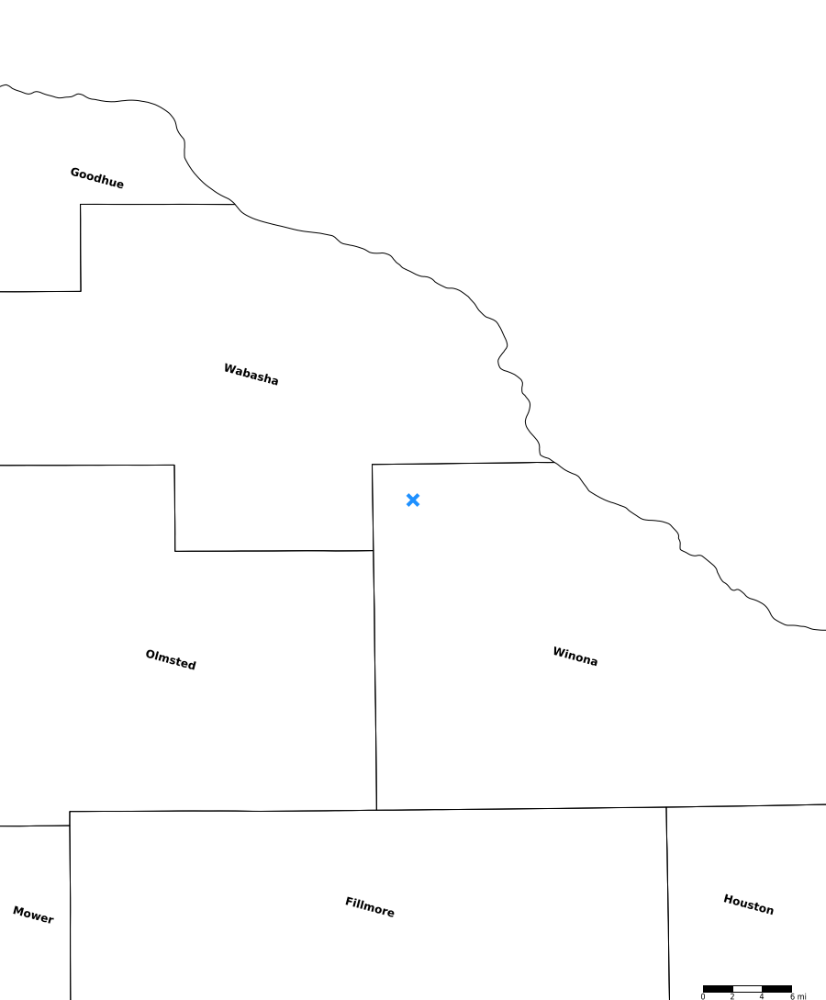 Goodhue
Wabasha
Olmsted
Winona
Mower
Fillmore
Houston
0 2 4 6 mi